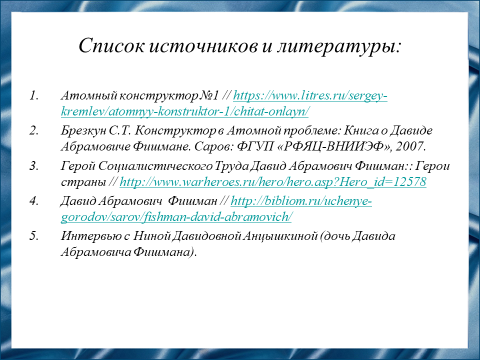 Список источников и литературы:
1. Атомный конструктор №1 // https://www.litres.ru/sergey-
kremlev/atomnyy-konstruktor-1/chitat-onlayn/
2. Брезкун С.Т. Конструктор в Атомной проблеме: Книга о Давиде
Абрамовиче Фишмане. Саров: ФГУП «РФЯЦ-ВНИИЭФ», 2007.
3. Герой Социалистического Труда Давид Абрамович Фишман:: Герои
страны // http://www.warheroes.ru/hero/hero.asp?Hero_id=12578
4. Давид Абрамович Фишман // http://bibliom.ru/uchenye-
gorodov/sarov/fishman-david-abramovich/
5. Интервью с Ниной Давидовной Анцышкиной (дочь Давида
Абрамовича Фишмана).